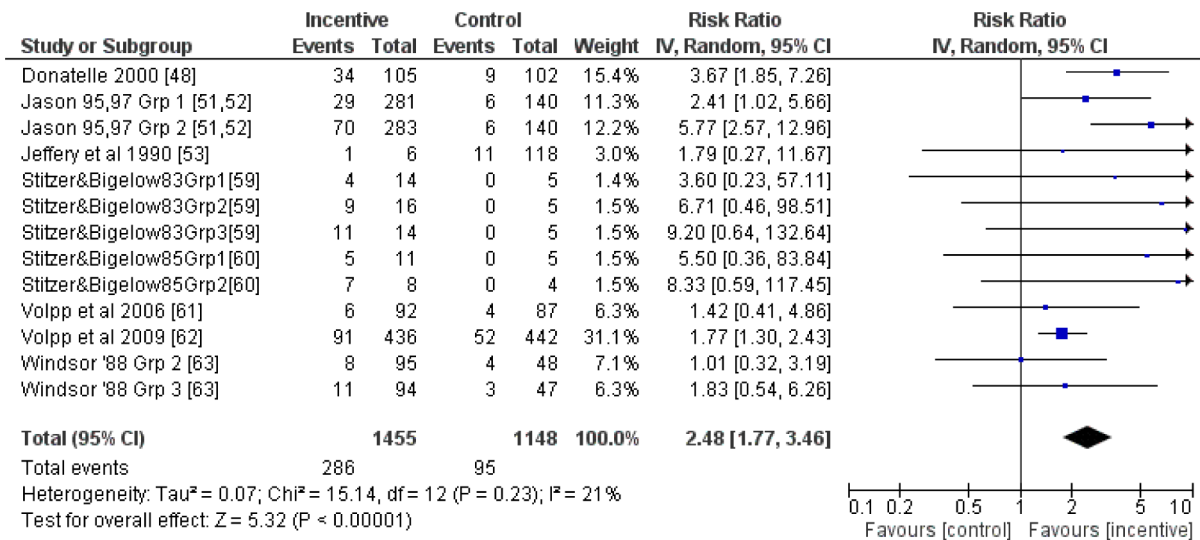 Incentive Control Risk Ratio Risk Ratio
Study or Subgroup Events Total Events Total Weight IV, Random, 95% CI IV, Random, 95% CI
Donatelle 2000 [48] 34 105 9 102 15.4% 3.67 [1.85, 7.26]
Jason 95,97 Grp 1 [51,52] 29 281 6 140 11.3% 2.41 [1.02, 5.66]
Jason 95,97 Grp 2 [51,52] 70 283 6 140 12.2% 5.77 [2.57, 12.96]
Jeffery et al 1990 [53] 1 6 11 118 3.0% 1.79 [0.27, 11.67]
Stitzer&Bigelow83Grp1[59] 4 14 0 5 1.4% 3.60 [0.23, 57.11]
Stitzer&Bigelow83Grp2[59] 9 16 0 5 1.5% 6.71 [0.46, 98.51]
Stitzer&Bigelow83Grp3[59] 11 14 0 5 1.5% 9.20 [0.64, 132.64]
Stitzer&Bigelow85Grp1[60] 5 11 0 5 1.5% 5.50 [0.36, 83.84]
Stitzer&Bigelow85Grp2[60] 7 8 0 4 1.5% 8.33 [0.59, 117.45]
Volpp et al 2006 [61] 6 92 4 87 6.3% 1.42 [0.41, 4.86]
Volpp et al 2009 [62] 91 436 52 442 31.1% 1.77 [1.30, 2.43]
Windsor '88 Grp 2 [63] 8 95 4 48 7.1% 1.01 [0.32, 3.19]
Windsor '88 Grp 3 [63] 11 94 3 47 6.3% 1.83 [0.54, 6.26]
Total (95% CI) 1455 1148 100.0% 2.48 [1.77, 3.46]
Total events 286 95
Heterogeneity: Tau² = 0.07; Chi² = 15.14, df = 12 (P = 0.23); I² = 21%
Test for overall effect: Z = 5.32 (P < 0.00001)
0.1 0.2 0.5 1 2 5 10
Favours [control] Favours [incentive]